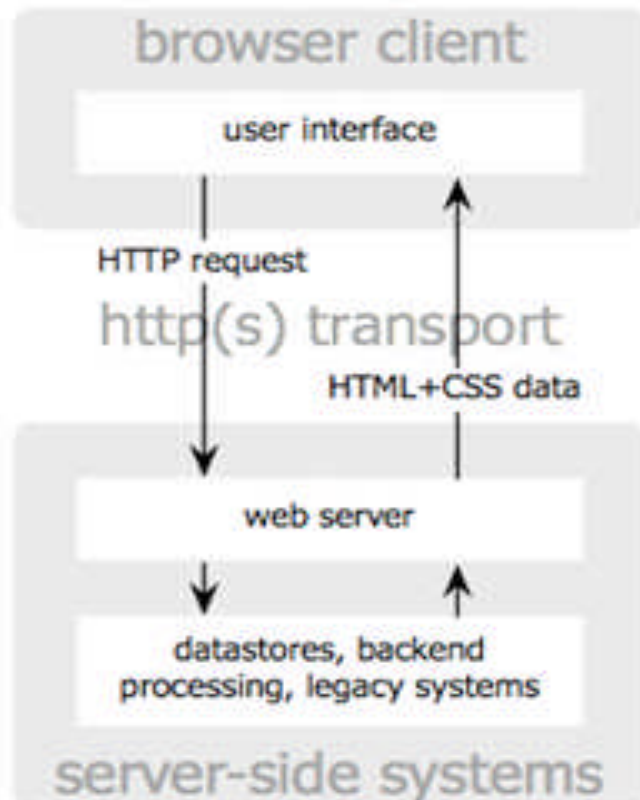 browser client
user interface
HTTP request
http(s) transport
HTML+CSS data
web server
datastores, backend
processing, legacy systems
server-side systems